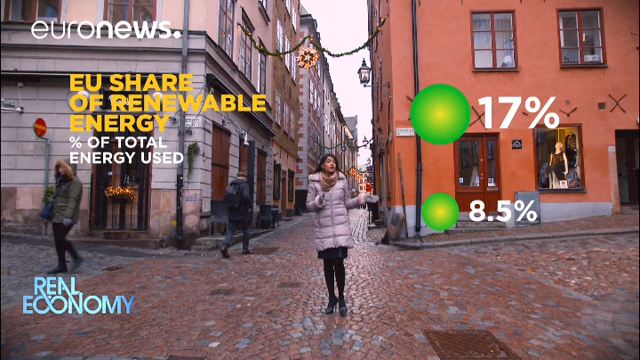 euronews.
EU SHARE
OF RENEWABLE
ENERGY
% OF TOTAL
ENERGY USED
17%
8.5%
REAL
ECONOMY